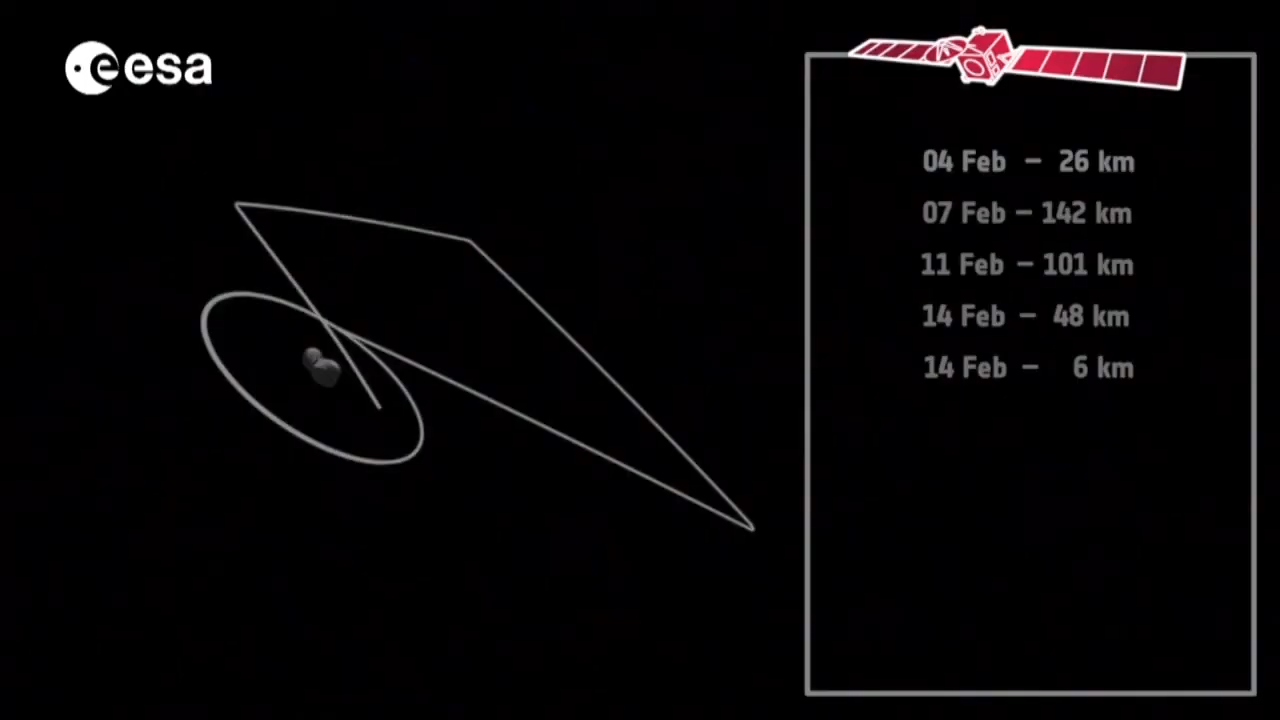 esa
04 Feb – 26 km
07 Feb – 142 km
11 Feb – 101 km
14 Feb – 48 km
14 Feb – 6 km